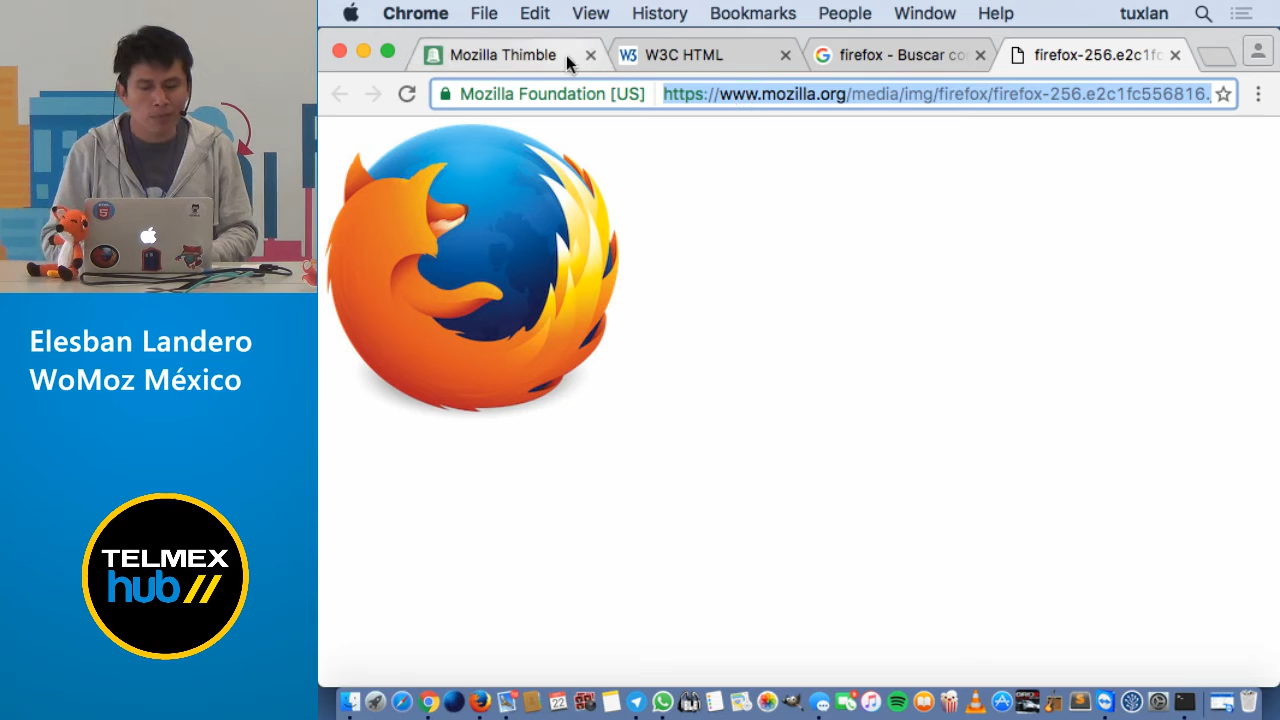 Chrome File Edit View History Bookmarks People Window Help tuxlan
Mozilla Thimble
W3C HTML
firefox - Buscar co
firefox-256.e2c1fc
Mozilla Foundation [US] https://www.mozilla.org/media/img/firefox/firefox-256.e2c1fc556816.
Elesban Landero
WoMoz México
TELMEX
hub//
22